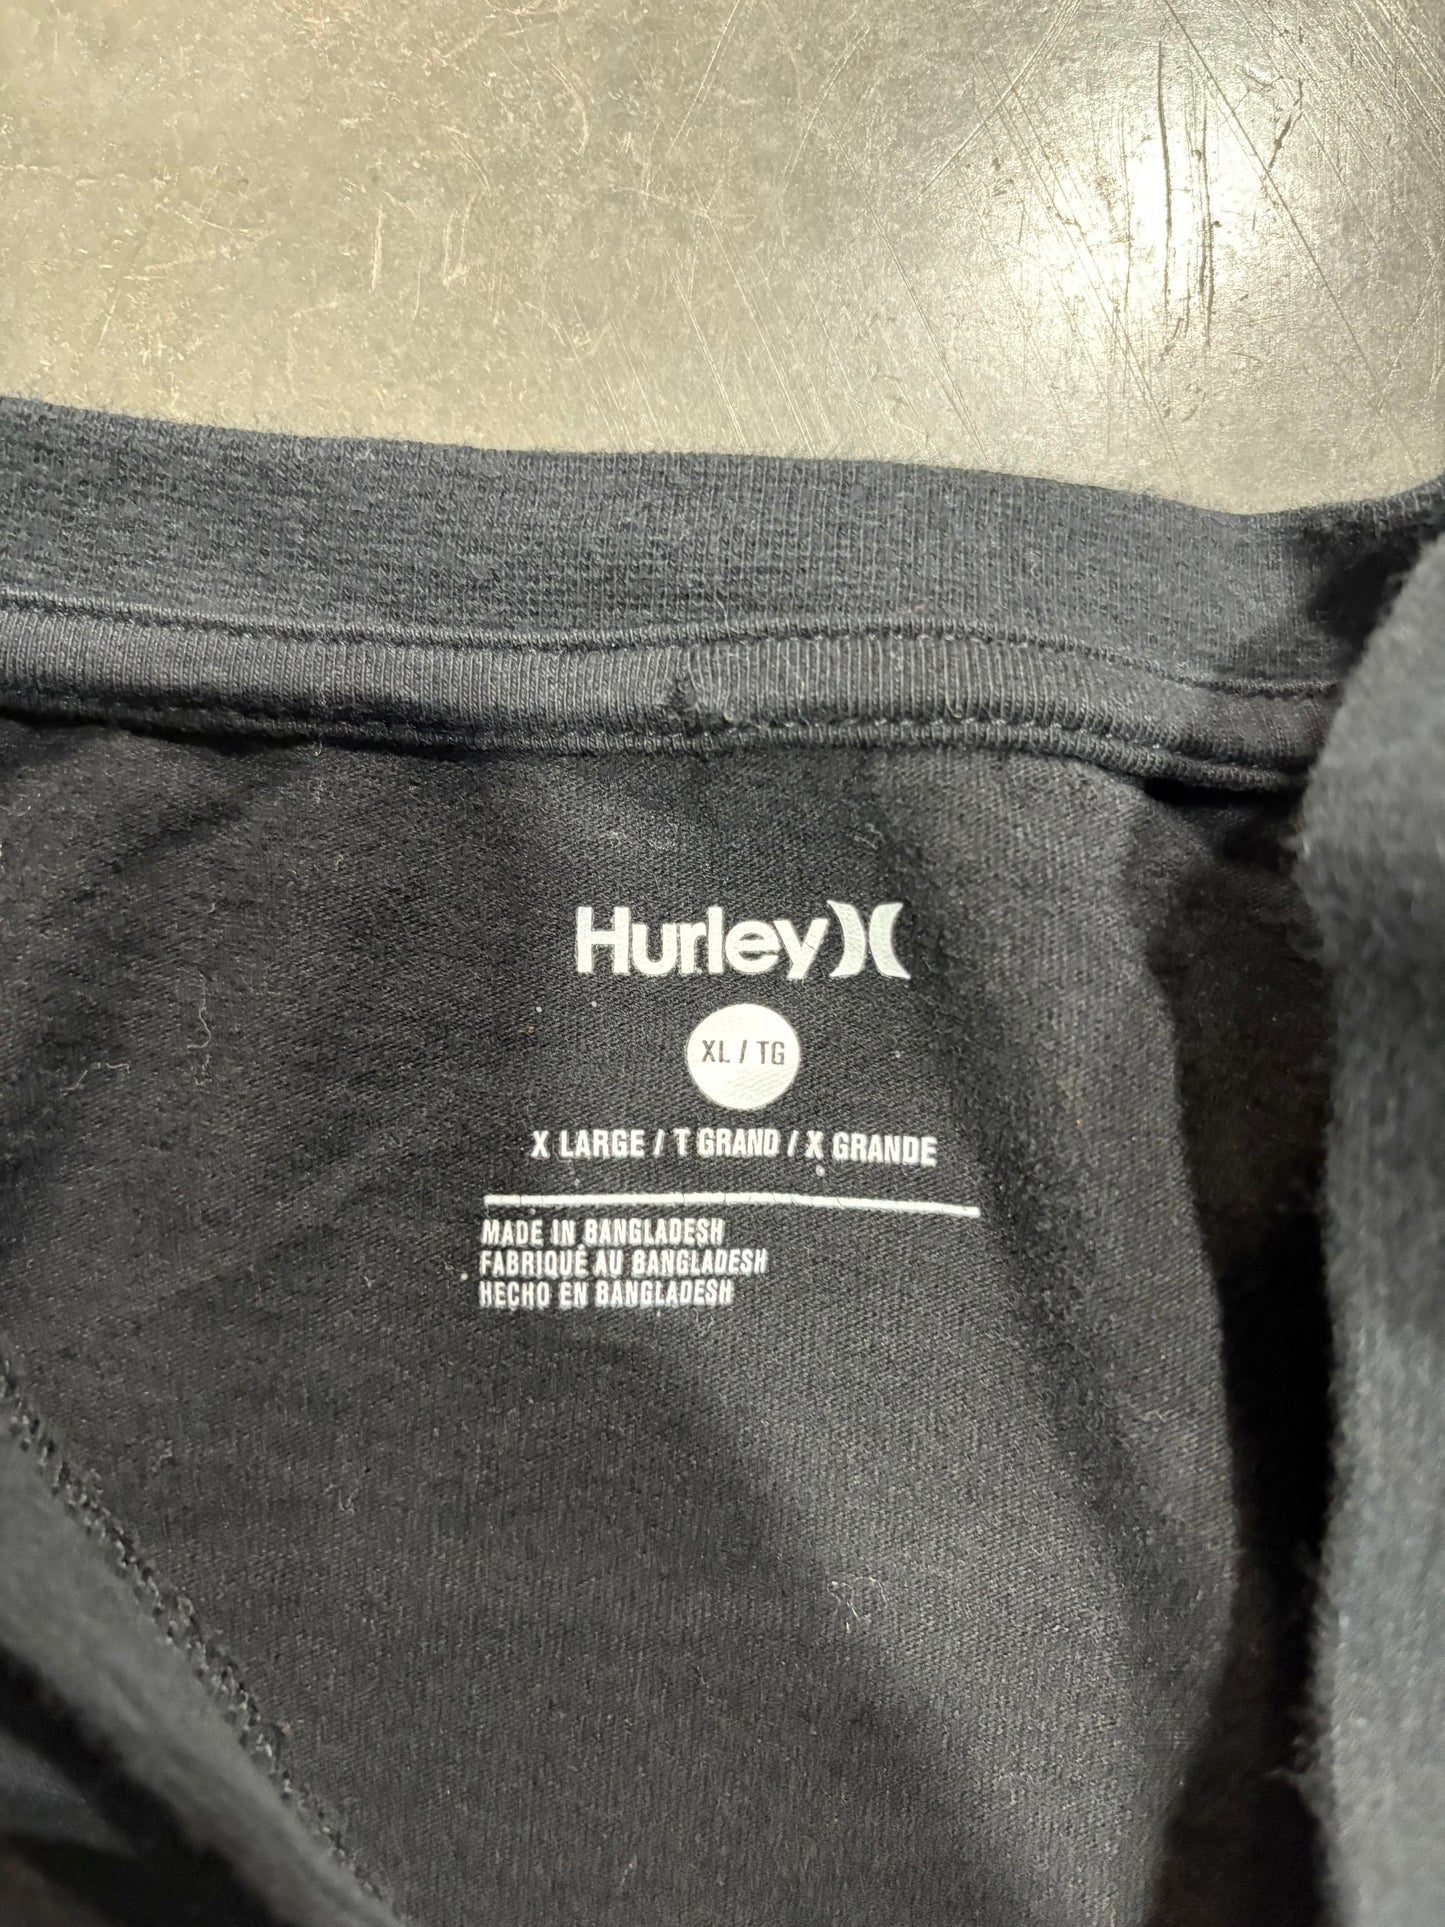 Hurley
XL / TG
X LARGE / T GRAND / X GRANDE
MADE IN BANGLADESH
FABRIQUÉ AU BANGLADESH
HECHO EN BANGLADESH